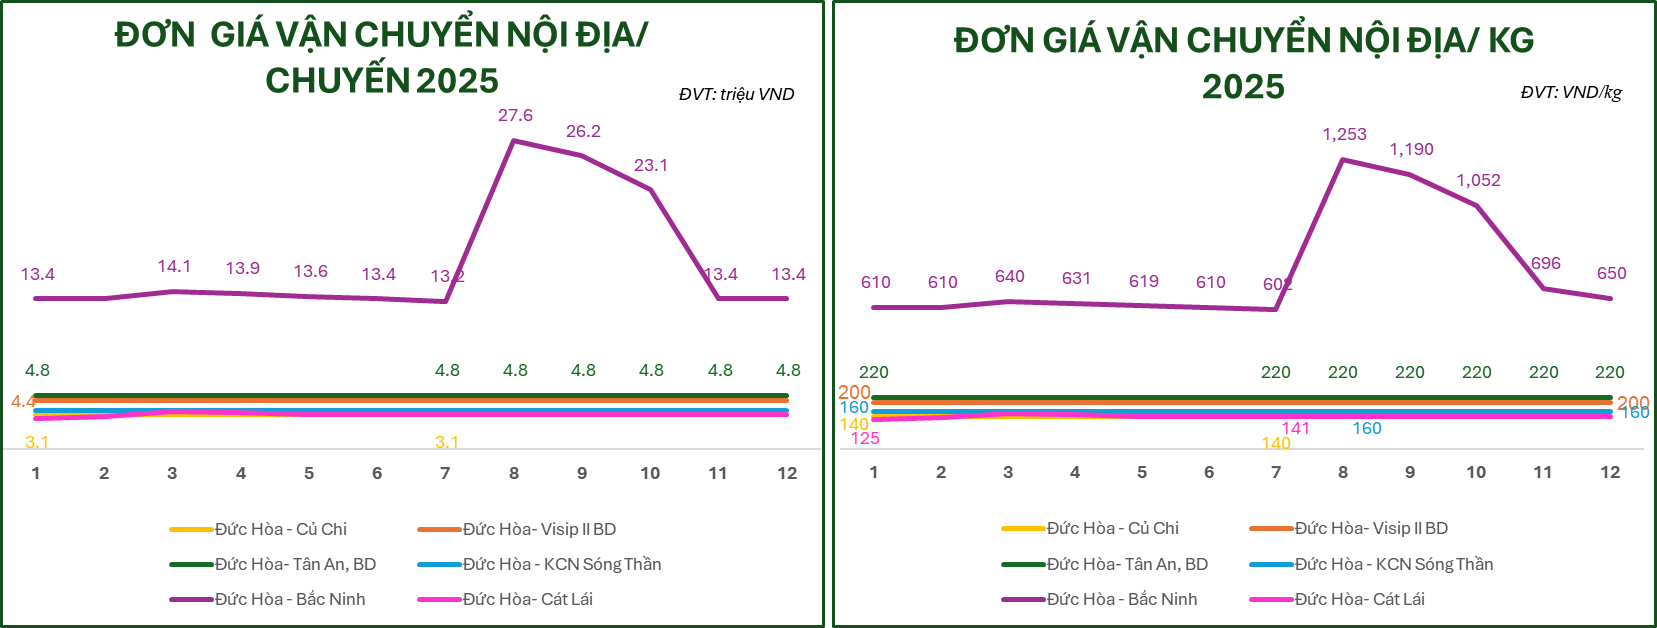 ĐƠN GIÁ VẬN CHUYỂN NỘI ĐỊA/
CHUYẾN 2025
ĐVT: triệu VND
27.6
26.2
23.1
13.4 14.1 13.9 13.6 13.4 13.2 13.4 13.4
4.8 4.8 4.8 4.8 4.8 4.8 4.8
4.4
3.1 3.1
1 2 3 4 5 6 7 8 9 10 11 12
Đức Hòa - Củ Chi Đức Hòa- Visip II BD
Đức Hòa- Tân An, BD Đức Hòa - KCN Sóng Thần
Đức Hòa - Bắc Ninh Đức Hòa- Cát Lái
ĐƠN GIÁ VẬN CHUYỂN NỘI ĐỊA/ KG
2025
ĐVT: VND/kg
1,253
1,190
1,052
610 610 640 631 619 610 602 696 650
220 220 220 220 220 220 220
200 200
160 160
140 141 160
125 140
1 2 3 4 5 6 7 8 9 10 11 12
Đức Hòa - Củ Chi Đức Hòa- Visip II BD
Đức Hòa- Tân An, BD Đức Hòa - KCN Sóng Thần
Đức Hòa - Bắc Ninh Đức Hòa- Cát Lái